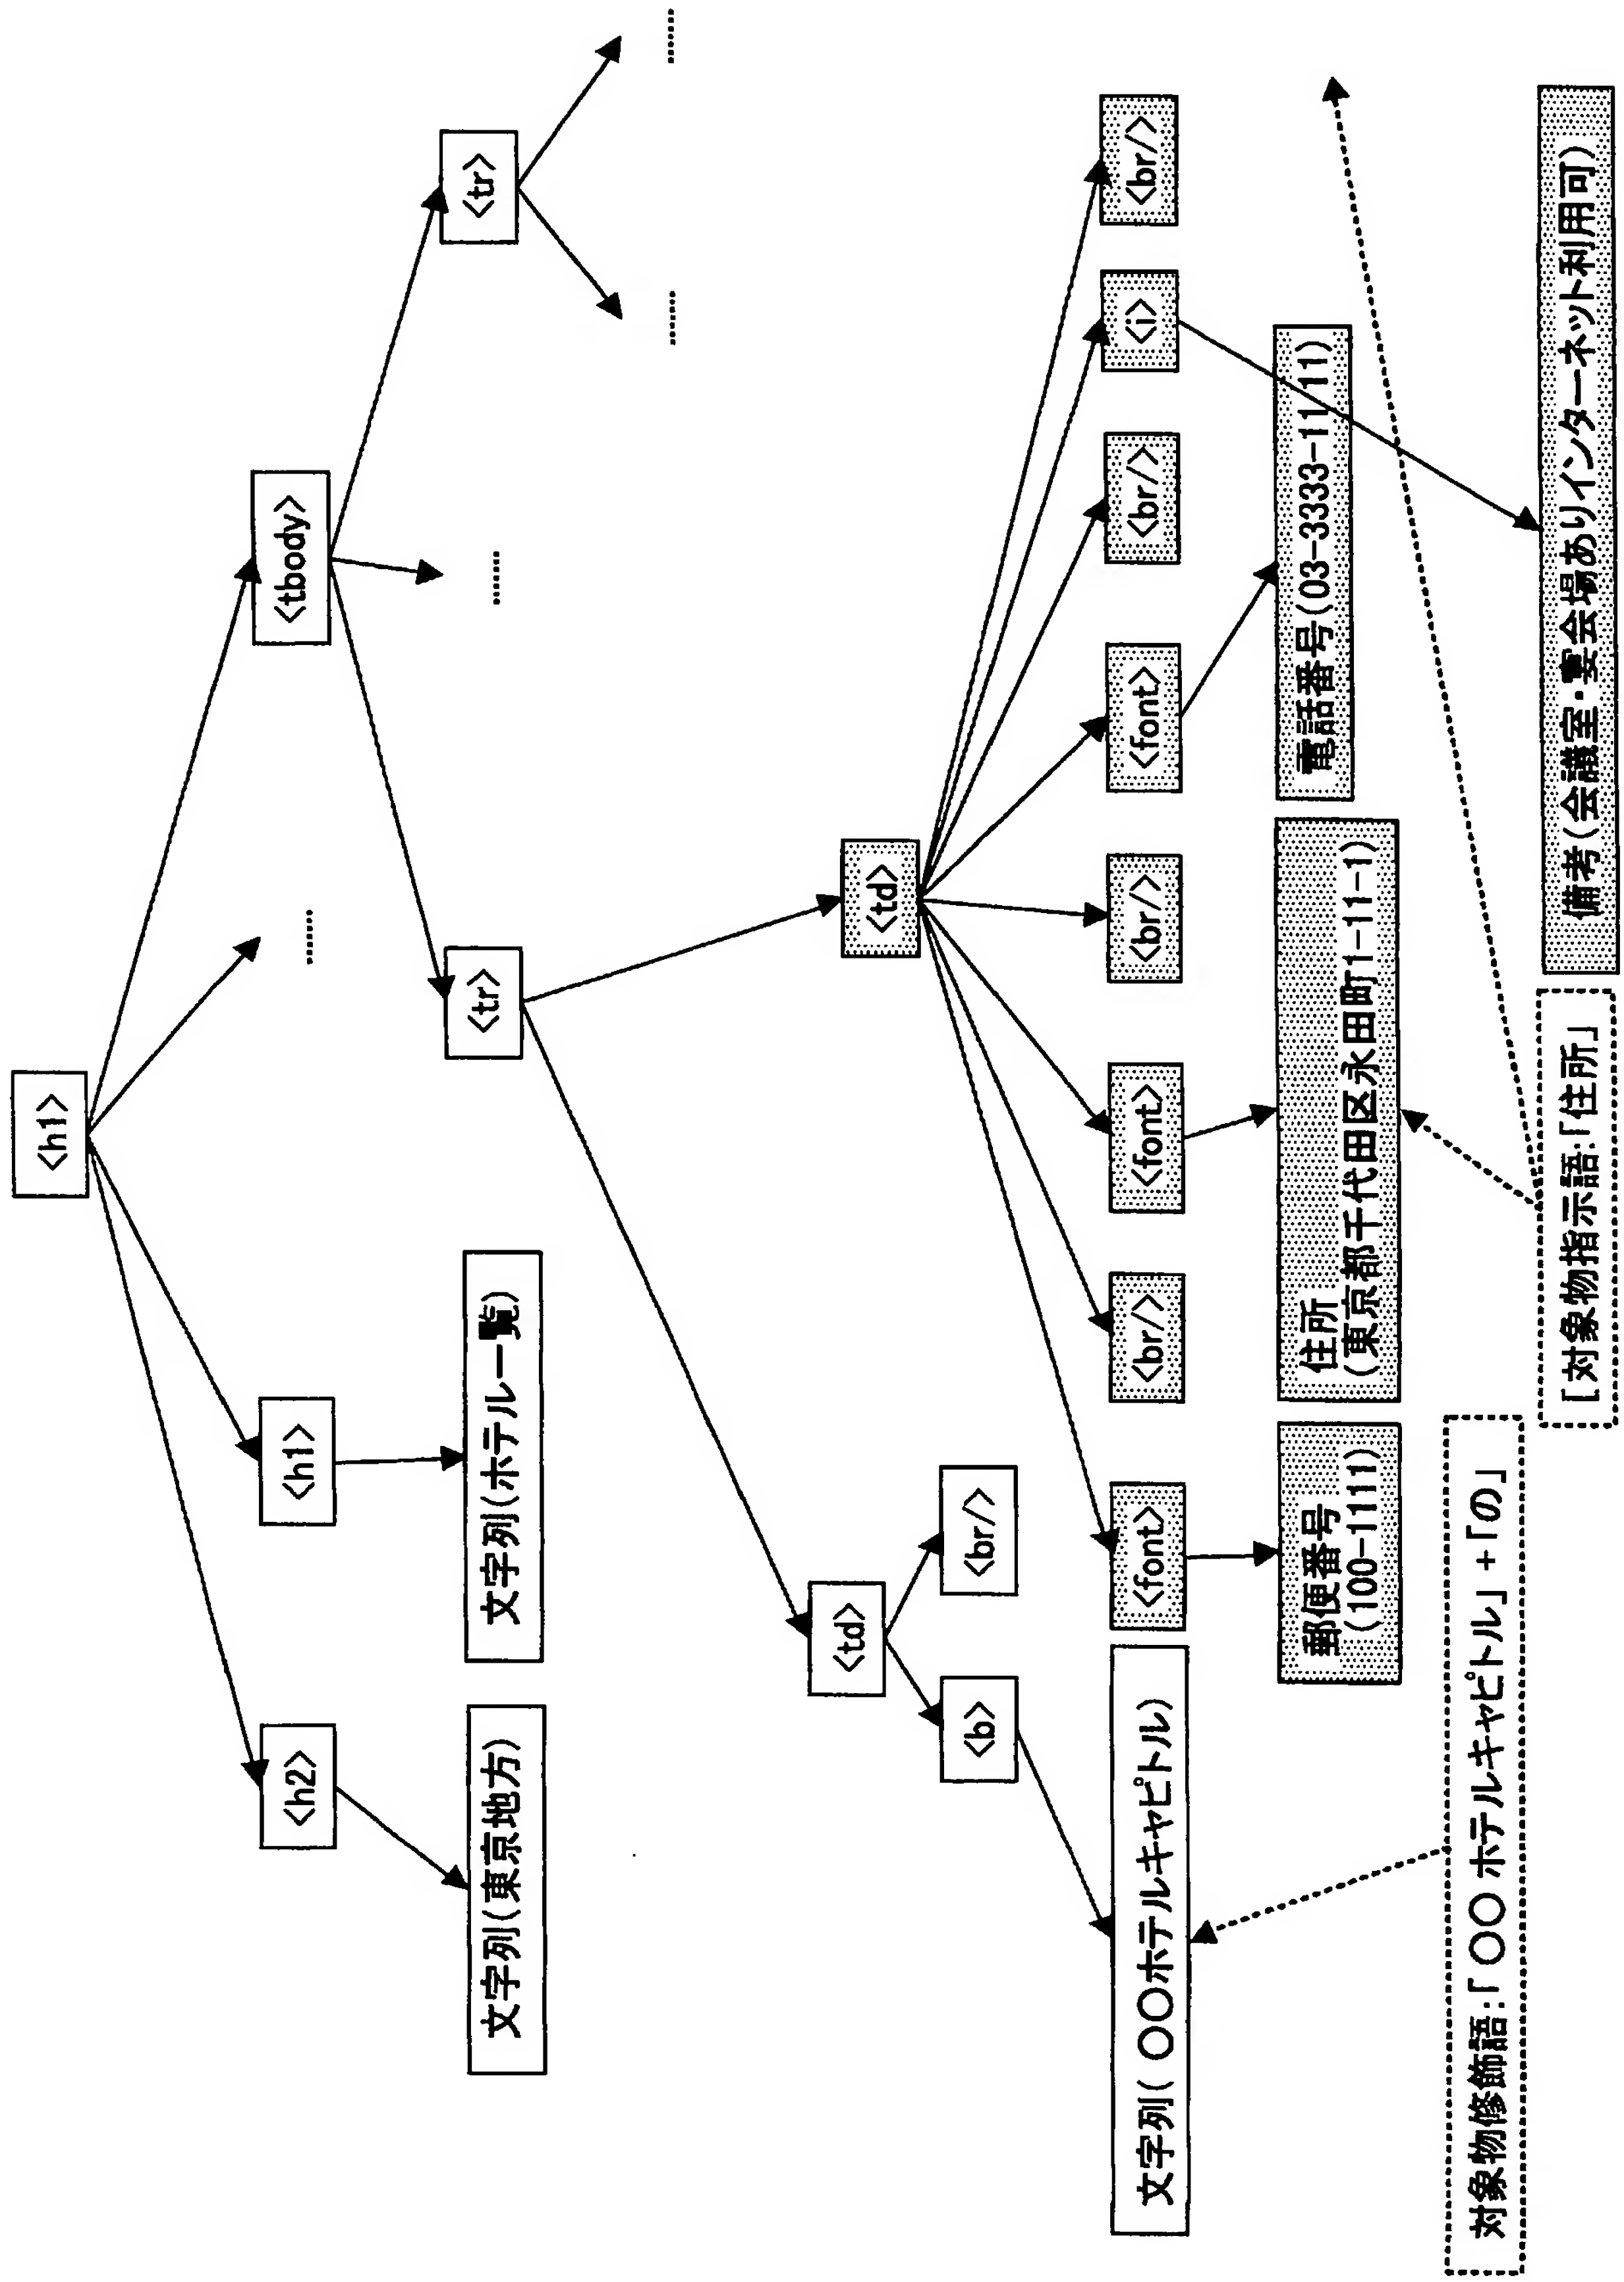 <h1>
<h2>
<h1>
......
<tbody>
文字列(東京地方)
文字列(ホテル一覧)
<tr>
......
<tr>
......
......
<td>
<td>
<b>
<br/>
文字列( 〇〇ホテルキャピトル)
<font>
<br/>
<font>
<br/>
<font>
<br/>
<i>
<br/>
郵便番号
(100-1111)
住所
(東京都千代田区永田町1-11-1)
電話番号(03-3333-1111)
対象物修飾語:「 〇〇 ホテルキャピトル」+「の」
[対象物指示語:「住所」
備考(会議室・宴会場ありインターネット利用可)